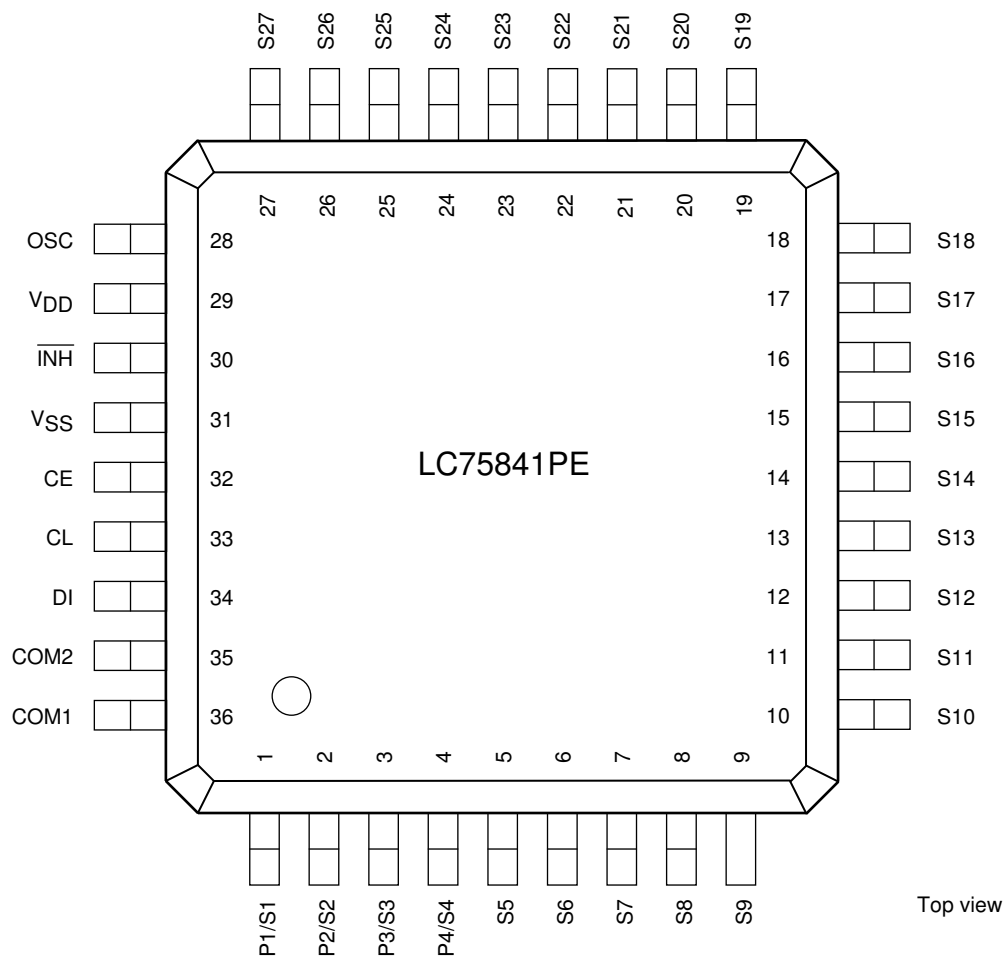 S27 S26 S25 S24 S23 S22 S21 S20 S19
27 26 25 24 23 22 21 20 19
OSC 28 18 S18
VDD 29 17 S17
I̅N̅H̅ 30 16 S16
VSS 31 15 S15
CE 32 LC75841PE 14 S14
CL 33 13 S13
DI 34 12 S12
COM2 35 11 S11
COM1 36 10 S10
1 2 3 4 5 6 7 8 9
P1/S1 P2/S2 P3/S3 P4/S4 S5 S6 S7 S8 S9
Top view